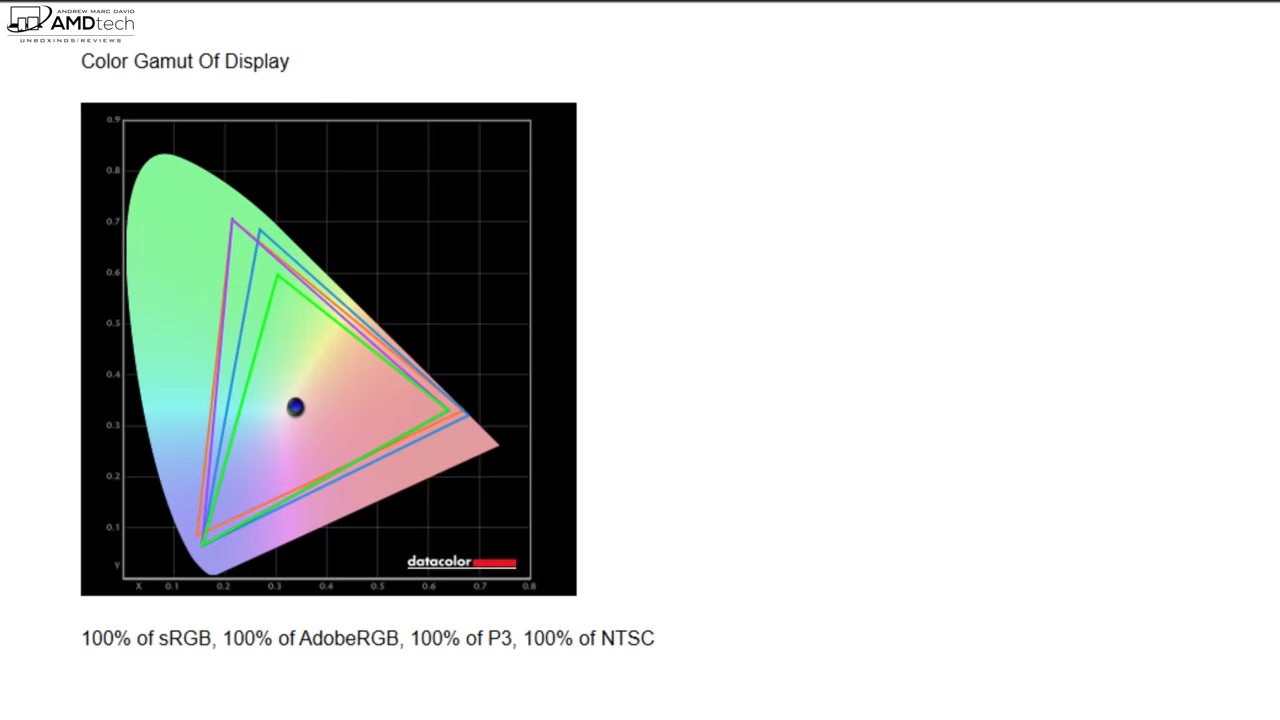 ANDREW MARC DAVID
AMDtech
UNBOXINGS/REVIEWS
Color Gamut Of Display
0.9
0.8
0.7
0.6
0.5
0.4
0.3
0.2
0.1
Y
X 0.1 0.2 0.3 0.4 0.5 0.6 0.7 0.8
datacolor
100% of sRGB, 100% of AdobeRGB, 100% of P3, 100% of NTSC